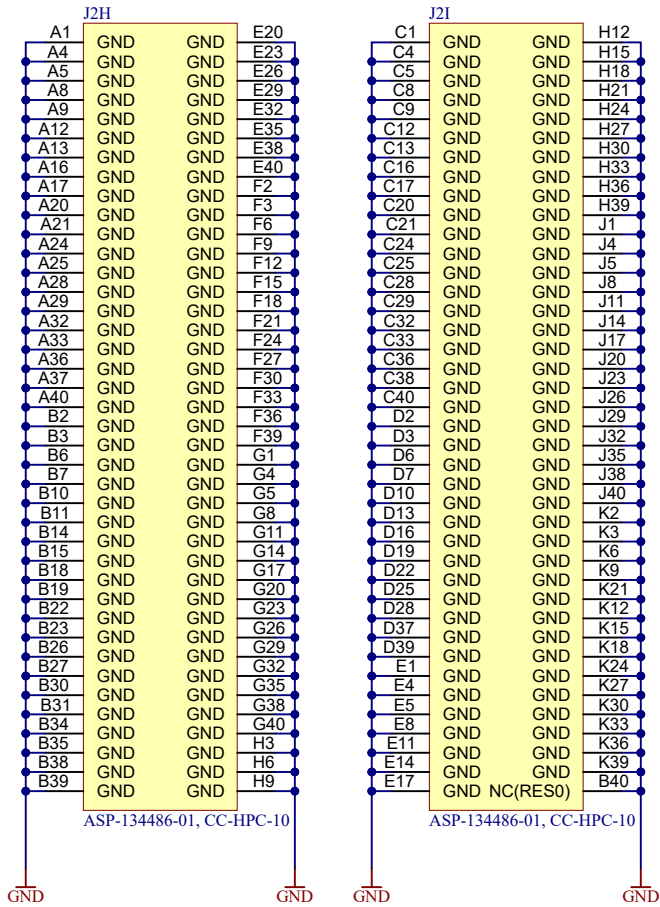 J2H
A1 GND GND E20
A4 GND GND E23
A5 GND GND E26
A8 GND GND E29
A9 GND GND E32
A12 GND GND E35
A13 GND GND E38
A16 GND GND E40
A17 GND GND F2
A20 GND GND F3
A21 GND GND F6
A24 GND GND F9
A25 GND GND F12
A28 GND GND F15
A29 GND GND F18
A32 GND GND F21
A33 GND GND F24
A36 GND GND F27
A37 GND GND F30
A40 GND GND F33
B2 GND GND F36
B3 GND GND F39
B6 GND GND G1
B7 GND GND G4
B10 GND GND G5
B11 GND GND G8
B14 GND GND G11
B15 GND GND G14
B18 GND GND G17
B19 GND GND G20
B22 GND GND G23
B23 GND GND G26
B26 GND GND G29
B27 GND GND G32
B30 GND GND G35
B31 GND GND G38
B34 GND GND G40
B35 GND GND H3
B38 GND GND H6
B39 GND GND H9
ASP-134486-01, CC-HPC-10
GND GND
J2I
C1 GND GND H12
C4 GND GND H15
C5 GND GND H18
C8 GND GND H21
C9 GND GND H24
C12 GND GND H27
C13 GND GND H30
C16 GND GND H33
C17 GND GND H36
C20 GND GND H39
C21 GND GND J1
C24 GND GND J4
C25 GND GND J5
C28 GND GND J8
C29 GND GND J11
C32 GND GND J14
C33 GND GND J17
C36 GND GND J20
C38 GND GND J23
C40 GND GND J26
D2 GND GND J29
D3 GND GND J32
D6 GND GND J35
D7 GND GND J38
D10 GND GND J40
D13 GND GND K2
D16 GND GND K3
D19 GND GND K6
D22 GND GND K9
D25 GND GND K21
D28 GND GND K12
D37 GND GND K15
D39 GND GND K18
E1 GND GND K24
E4 GND GND K27
E5 GND GND K30
E8 GND GND K33
E11 GND GND K36
E14 GND GND K39
E17 GND NC(RES0) B40
ASP-134486-01, CC-HPC-10
GND GND